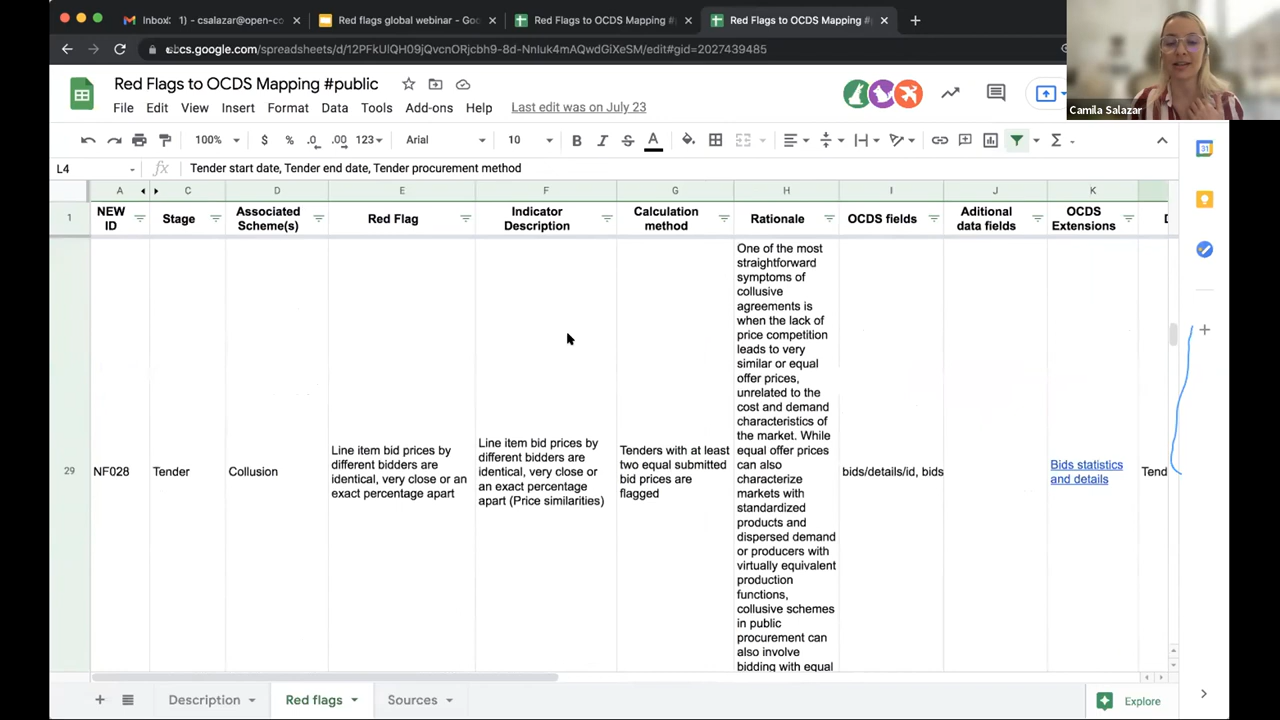 Inbox: 1) - csalazar@open-co
Red flags global webinar - Goo
Red Flags to OCDS Mapping #
Red Flags to OCDS Mapping #
cs.google.com/spreadsheets/d/12PFkUlQH09jQvcnORjcbh9-8d-Nnluk4mAQwdGiXeSM/edit#gid=2027439485
Camila Salazar
Red Flags to OCDS Mapping #public
File Edit View Insert Format Data Tools Add-ons Help Last edit was on July 23
100% $ % .0 .00 123 Arial 10 B I S A
L4 fx Tender start date, Tender end date, Tender procurement method
A C D E F G H I J K
1
NEW ID
Stage
Associated Scheme(s)
Red Flag
Indicator Description
Calculation method
Rationale
OCDS fields
Aditional data fields
OCDS Extensions
29
NF028
Tender
Collusion
Line item bid prices by
different bidders are
identical, very close or an
exact percentage apart
Line item bid prices by
different bidders are
identical, very close or
an exact percentage
apart (Price similarities)
Tenders with at least
two equal submitted
bid prices are
flagged
One of the most
straightforward
symptoms of
collusive
agreements is
when the lack of
price competition
leads to very
similar or equal
offer prices,
unrelated to the
cost and demand
characteristics of
the market. While
equal offer prices
can also
characterize
markets with
standardized
products and
dispersed demand
or producers with
virtually equivalent
production
functions,
collusive schemes
in public
procurement can
also involve
bidding with equal
bids/details/id, bids
Bids statistics
and details
Tend
31
Description Red flags Sources
Explore